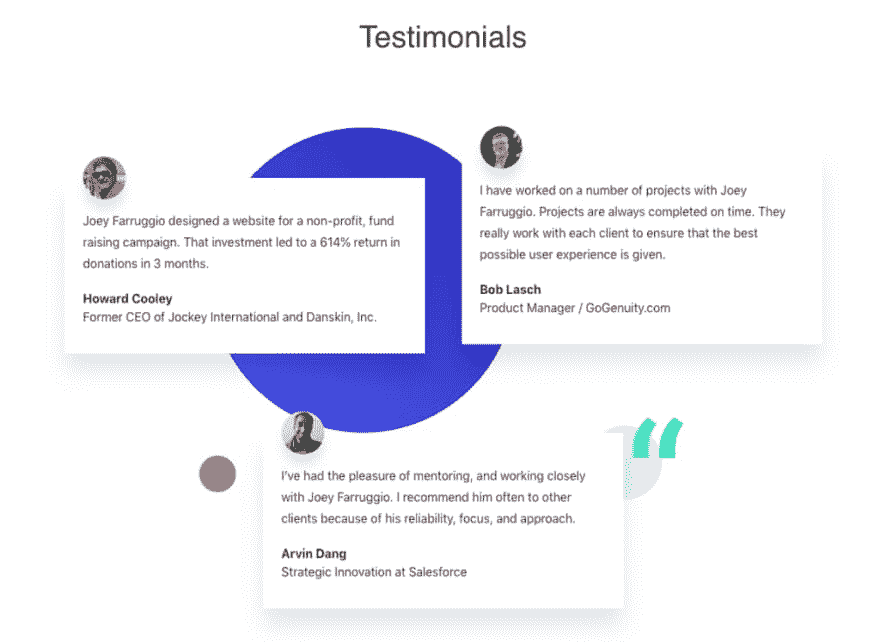 Testimonials
Joey Farruggio designed a website for a non-profit, fund
raising campaign. That investment led to a 614% return in
donations in 3 months.
Howard Cooley
Former CEO of Jockey International and Danskin, Inc.
I have worked on a number of projects with Joey
Farruggio. Projects are always completed on time. They
really work with each client to ensure that the best
possible user experience is given.
Bob Lasch
Product Manager / GoGenuity.com
I've had the pleasure of mentoring, and working closely
with Joey Farruggio. I recommend him often to other
clients because of his reliability, focus, and approach.
Arvin Dang
Strategic Innovation at Salesforce